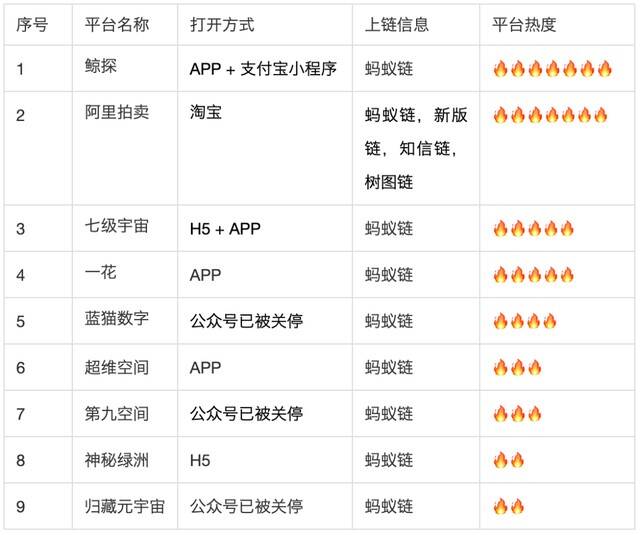 序号 平台名称 打开方式 上链信息 平台热度
1 鲸探 APP + 支付宝小程序 蚂蚁链 🔥🔥🔥🔥🔥🔥🔥
2 阿里拍卖 淘宝 蚂蚁链，新版
链，知信链，
树图链 🔥🔥🔥🔥🔥🔥🔥
3 七级宇宙 H5 + APP 蚂蚁链 🔥🔥🔥🔥🔥
4 一花 APP 蚂蚁链 🔥🔥🔥🔥🔥
5 蓝猫数字 公众号已被关停 蚂蚁链 🔥🔥🔥🔥
6 超维空间 APP 蚂蚁链 🔥🔥🔥
7 第九空间 公众号已被关停 蚂蚁链 🔥🔥🔥
8 神秘绿洲 H5 蚂蚁链 🔥🔥
9 归藏元宇宙 公众号已被关停 蚂蚁链 🔥🔥